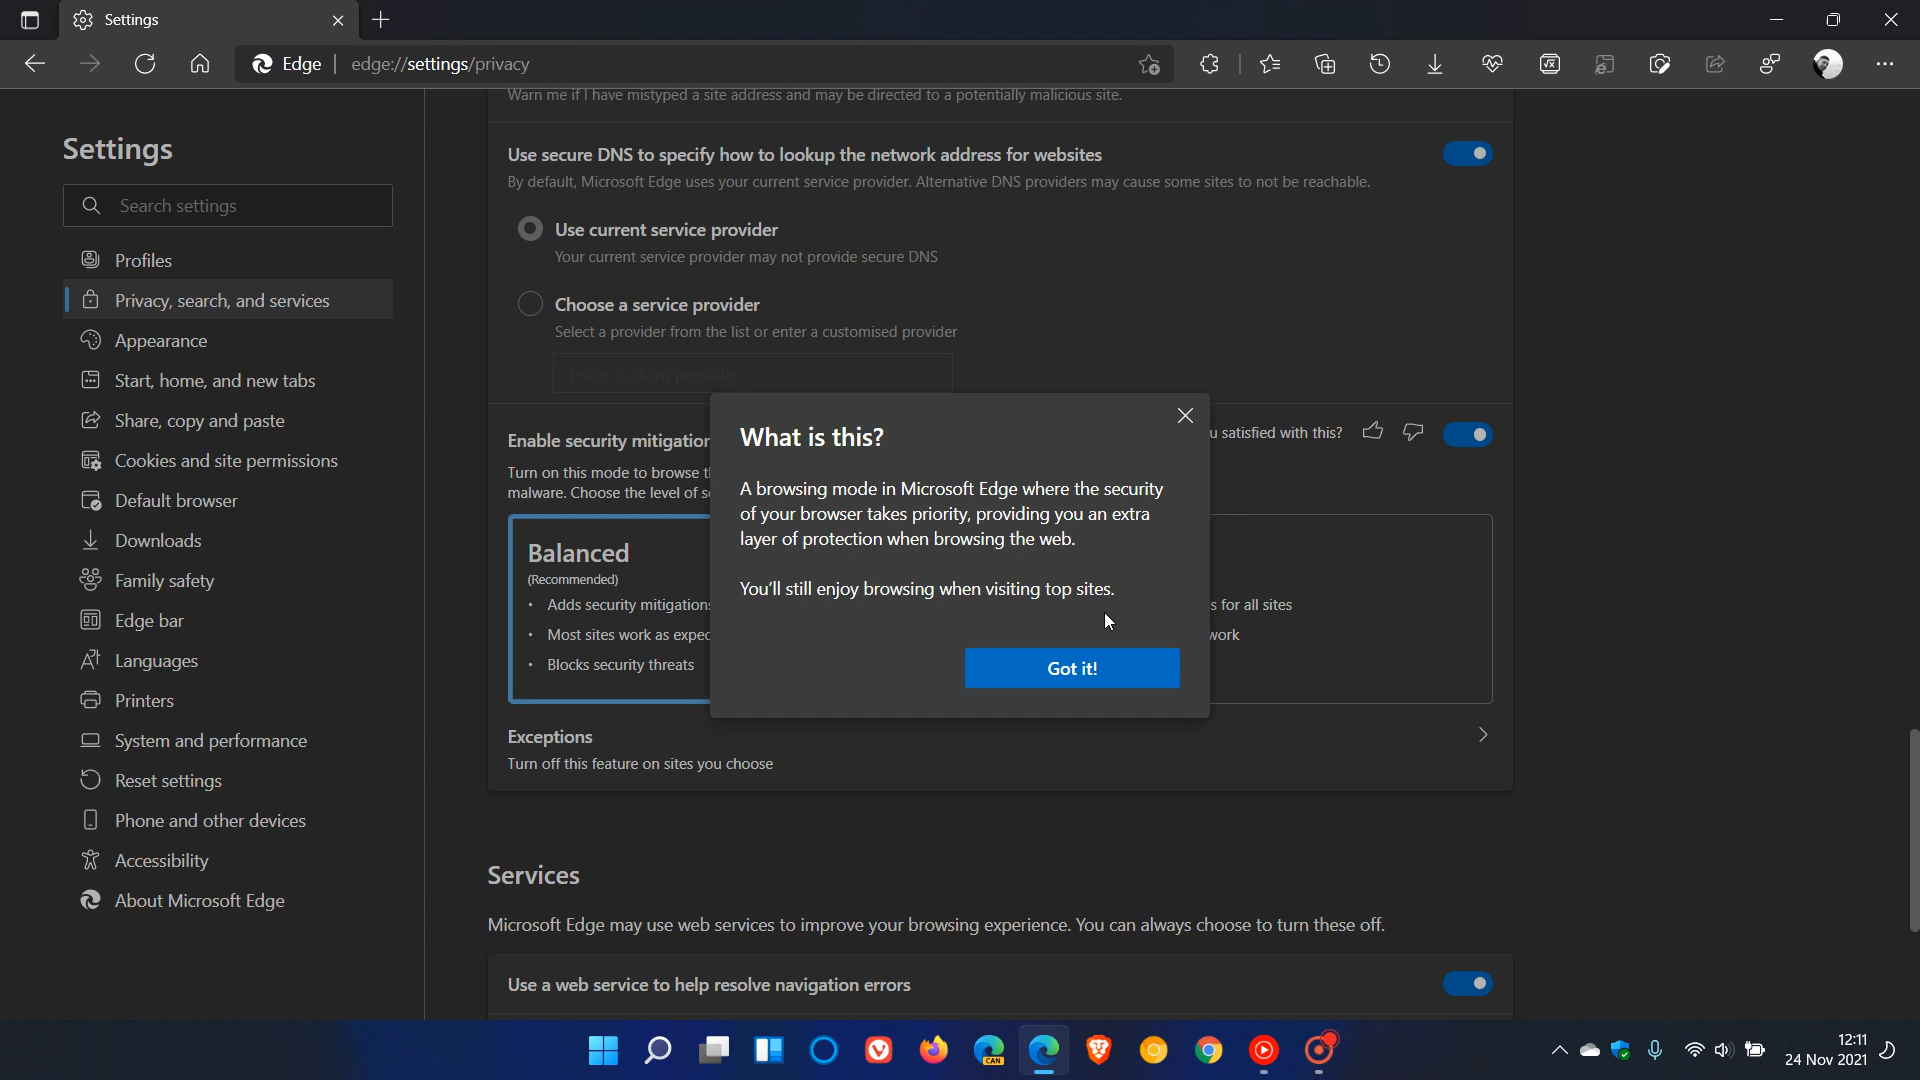 Settings
Edge
edge://settings/privacy
Settings
Search settings
Profiles
Privacy, search, and services
Appearance
Start, home, and new tabs
Share, copy and paste
Cookies and site permissions
Default browser
Downloads
Family safety
Edge bar
Languages
Printers
System and performance
Reset settings
Phone and other devices
Accessibility
About Microsoft Edge
Warn me if I have mistyped a site address and may be directed to a potentially malicious site.
Use secure DNS to specify how to lookup the network address for websites
By default, Microsoft Edge uses your current service provider. Alternative DNS providers may cause some sites to not be reachable.
Use current service provider
Your current service provider may not provide secure DNS
Choose a service provider
Select a provider from the list or enter a customised provider
Enter custom provider
Enable security mitigation
u satisfied with this?
Turn on this mode to browse t
malware. Choose the level of s
Balanced
(Recommended)
• Adds security mitigations
• Most sites work as expec
• Blocks security threats
s for all sites
work
What is this?
A browsing mode in Microsoft Edge where the security
of your browser takes priority, providing you an extra
layer of protection when browsing the web.
You'll still enjoy browsing when visiting top sites.
Got it!
Exceptions
Turn off this feature on sites you choose
Services
Microsoft Edge may use web services to improve your browsing experience. You can always choose to turn these off.
Use a web service to help resolve navigation errors
CAN
12:11
24 Nov 2021